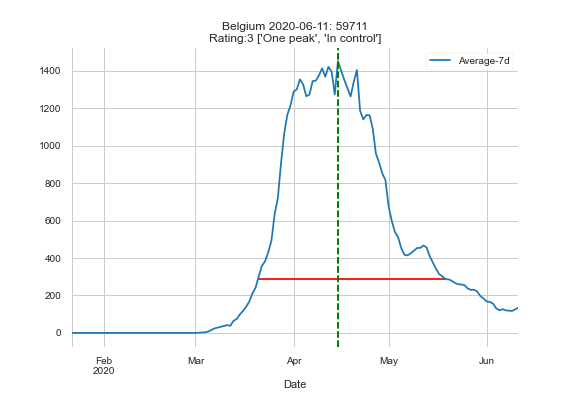 Belgium 2020-06-11: 59711
Rating:3 ['One peak', 'In control']
Average-7d
1400
1200
1000
800
600
400
200
0
Feb
2020
Mar
Apr
May
Jun
Date